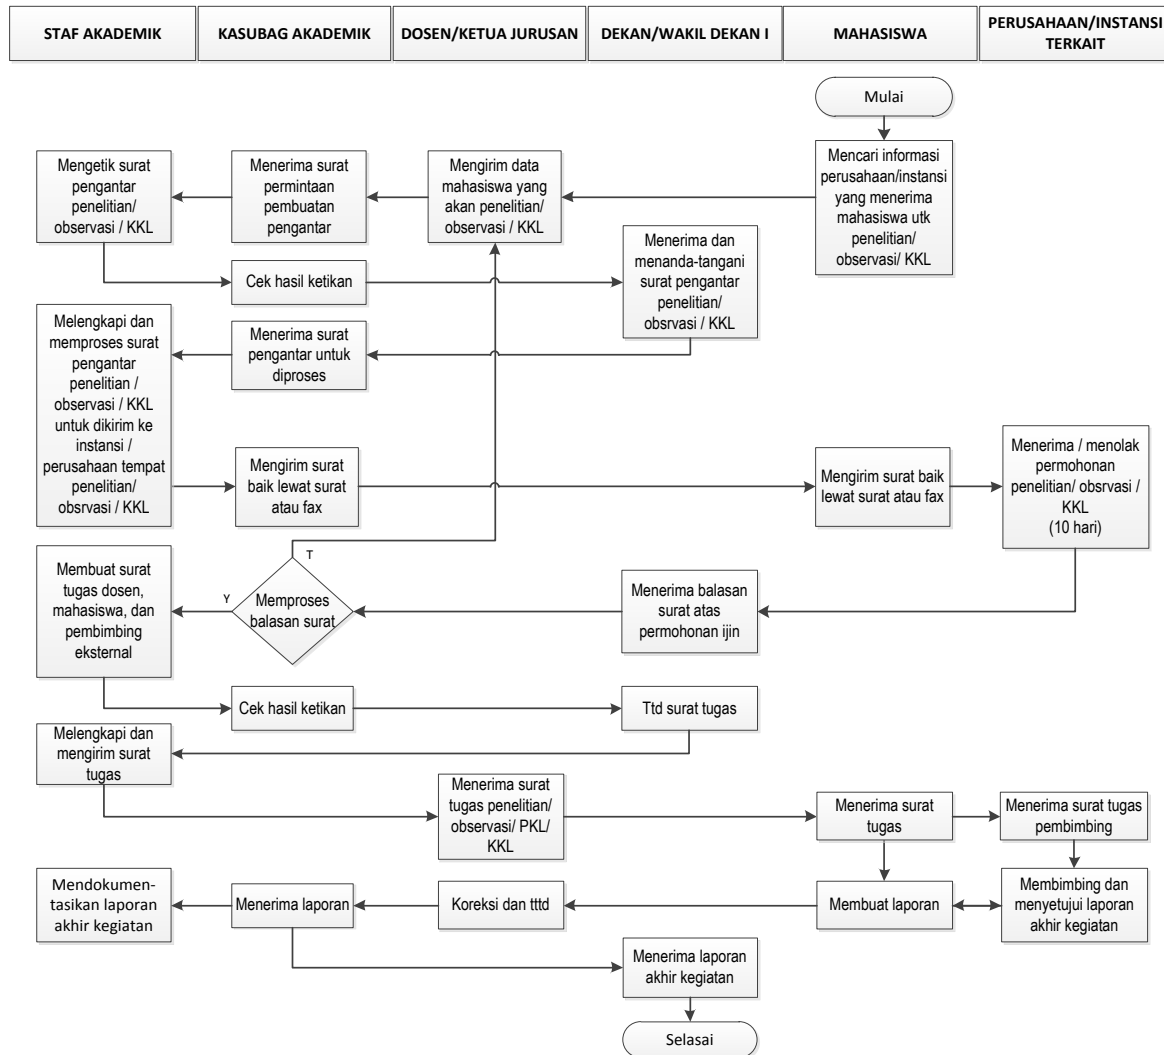 STAF AKADEMIK
KASUBAG AKADEMIK
DOSEN/KETUA JURUSAN
DEKAN/WAKIL DEKAN I
MAHASISWA
PERUSAHAAN/INSTANSI
TERKAIT
Mulai
Mengetik surat
pengantar
penelitian/
observasi / KKL
Menerima surat
permintaan
pembuatan
pengantar
Mengirim data
mahasiswa yang
akan penelitian/
observasi / KKL
Mencari informasi
perusahaan/instansi
yang menerima
mahasiswa utk
penelitian/
observasi/ KKL
Cek hasil ketikan
Menerima dan
menanda-tangani
surat pengantar
penelitian/
obsrvasi / KKL
Melengkapi dan
memproses surat
pengantar
penelitian /
observasi / KKL
untuk dikirim ke
instansi /
perusahaan tempat
penelitian/
obsrvasi / KKL
Menerima surat
pengantar untuk
diproses
Mengirim surat
baik lewat surat
atau fax
Mengirim surat baik
lewat surat atau fax
Menerima / menolak
permohonan
penelitian/ obsrvasi /
KKL
(10 hari)
T
Membuat surat
tugas dosen,
mahasiswa, dan
pembimbing
eksternal
Y
Memproses
balasan surat
Menerima balasan
surat atas
permohonan ijin
Cek hasil ketikan
Ttd surat tugas
Melengkapi dan
mengirim surat
tugas
Menerima surat
tugas penelitian/
observasi/ PKL/
KKL
Menerima surat
tugas
Menerima surat tugas
pembimbing
Mendokumen-
tasikan laporan
akhir kegiatan
Menerima laporan
Koreksi dan tttd
Membuat laporan
Membimbing dan
menyetujui laporan
akhir kegiatan
Menerima laporan
akhir kegiatan
Selasai